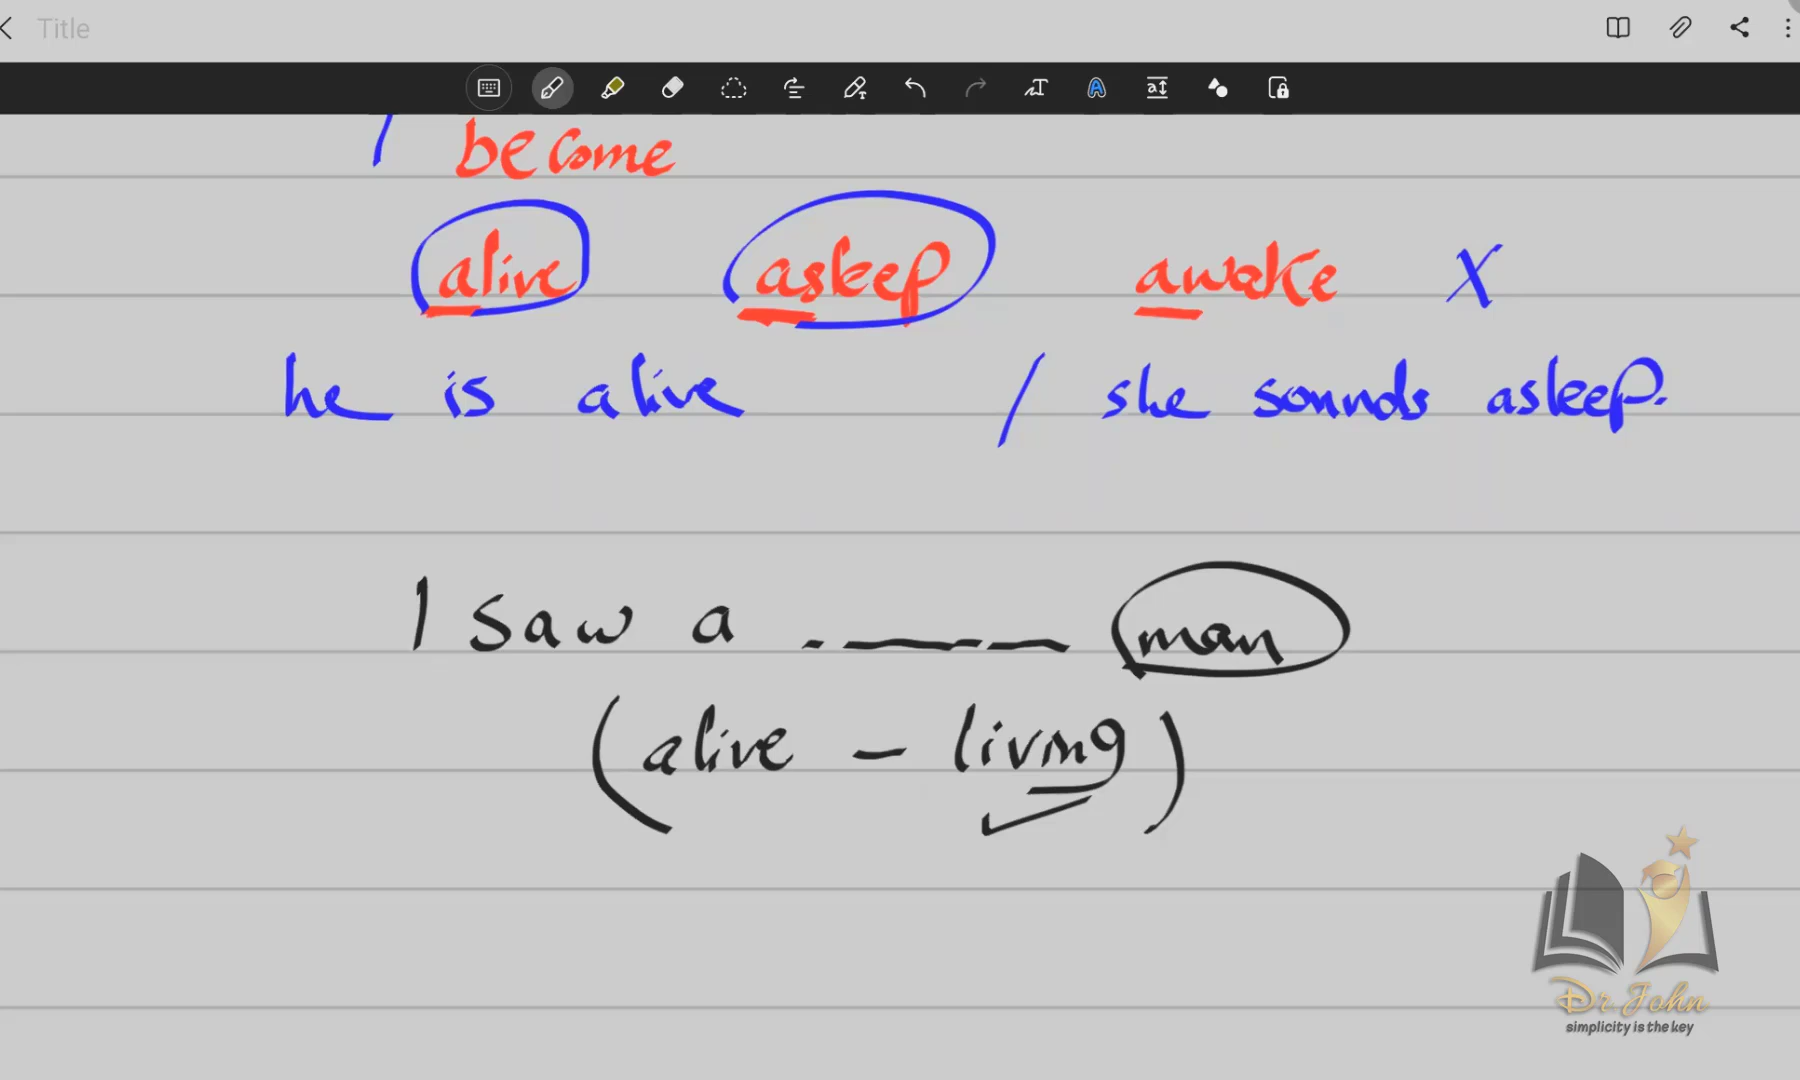 Title
/ become
alive asleep awake X
he is alive / she sounds asleep.
I saw a ------ man
(alive - living)
Dr. John
simplicity is the key